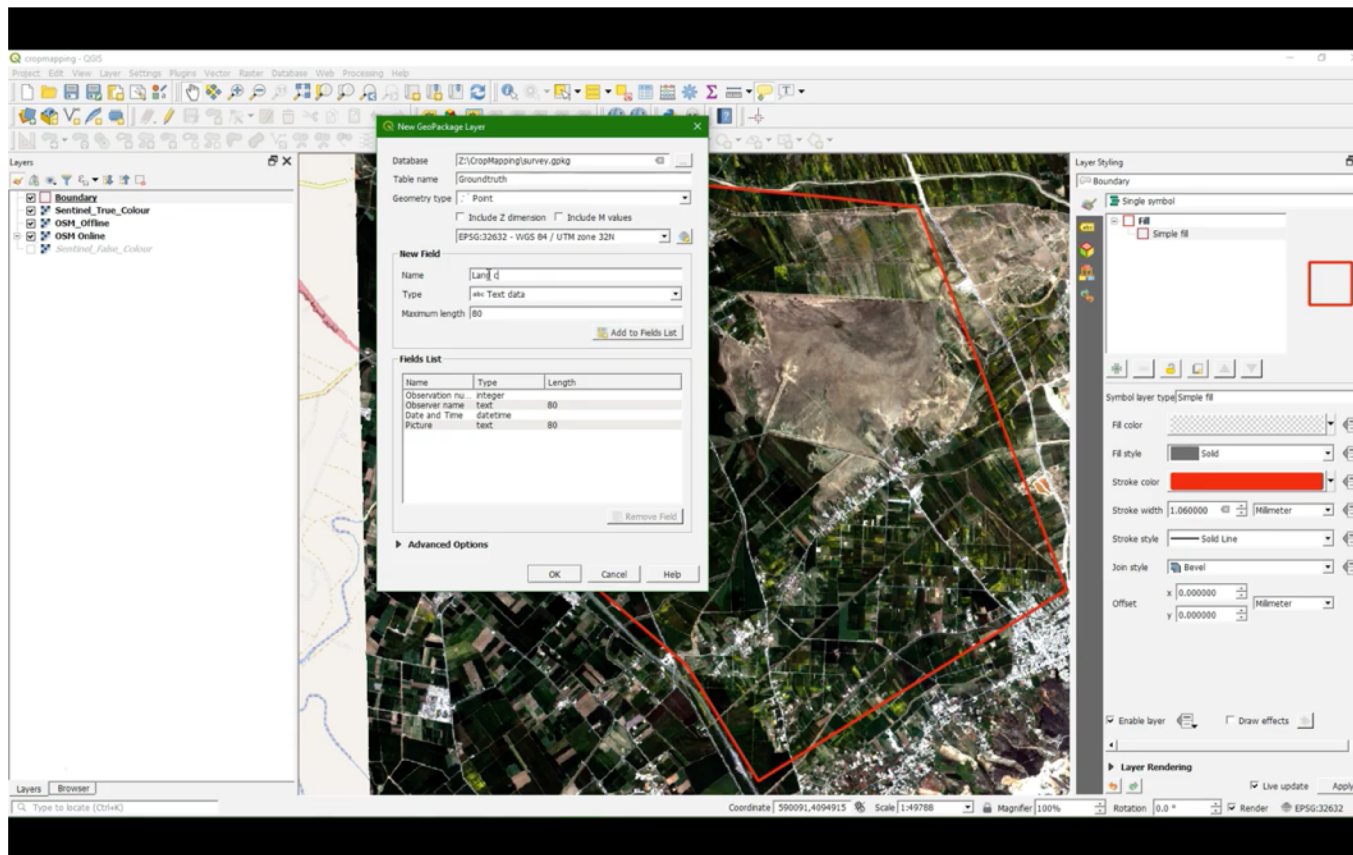 cropmapping - QGIS
Project Edit View Layer Settings Plugins Vector Raster Database Web Processing Help
Layers
Boundary
Sentinel_True_Colour
OSM_Offline
OSM Online
Sentinel_False_Colour
New GeoPackage Layer
Database Z:\CropMapping\survey.gpkg ...
Table name Groundtruth
Geometry type Point
Include Z dimension Include M values
EPSG:32632 - WGS 84 / UTM zone 32N
New Field
Name Land c
Type abc Text data
Maximum length 80
Add to Fields List
Fields List
Name Type Length
Observation nu... integer
Observer name text 80
Date and Time datetime
Picture text 80
Remove Field
Advanced Options
OK Cancel Help
Layer Styling
Boundary
Single symbol
Fill
Simple fill
Symbol layer type Simple fill
Fill color
Fill style Solid
Stroke color
Stroke width 1.060000 Millimeter
Stroke style Solid Line
Join style Bevel
x 0.000000
Offset Millimeter
y 0.000000
Enable layer Draw effects
Layer Rendering
Live update Apply
Layers Browser
Type to locate (Ctrl+K) Coordinate 590091,4094915 Scale 1:49788 Magnifier 100% Rotation 0.0 ° Render EPSG:32632